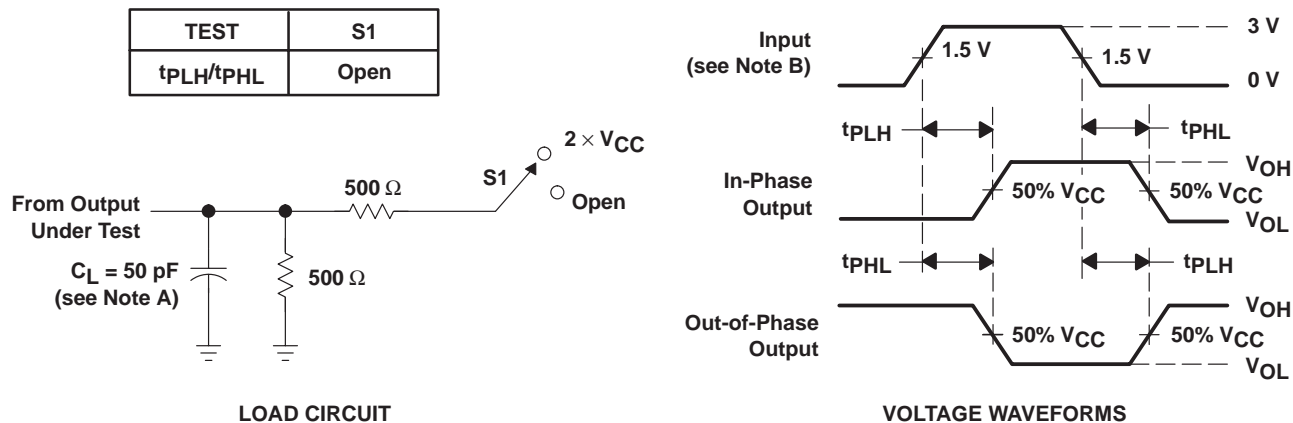 TEST S1
tPLH/tPHL Open
2 × VCC
S1
Open
500 Ω
From Output
Under Test
CL = 50 pF
(see Note A)
500 Ω
LOAD CIRCUIT
Input
(see Note B)
1.5 V
1.5 V
3 V
0 V
tPLH
tPHL
In-Phase
Output
50% VCC
50% VCC
VOH
VOL
tPHL
tPLH
Out-of-Phase
Output
50% VCC
50% VCC
VOH
VOL
VOLTAGE WAVEFORMS